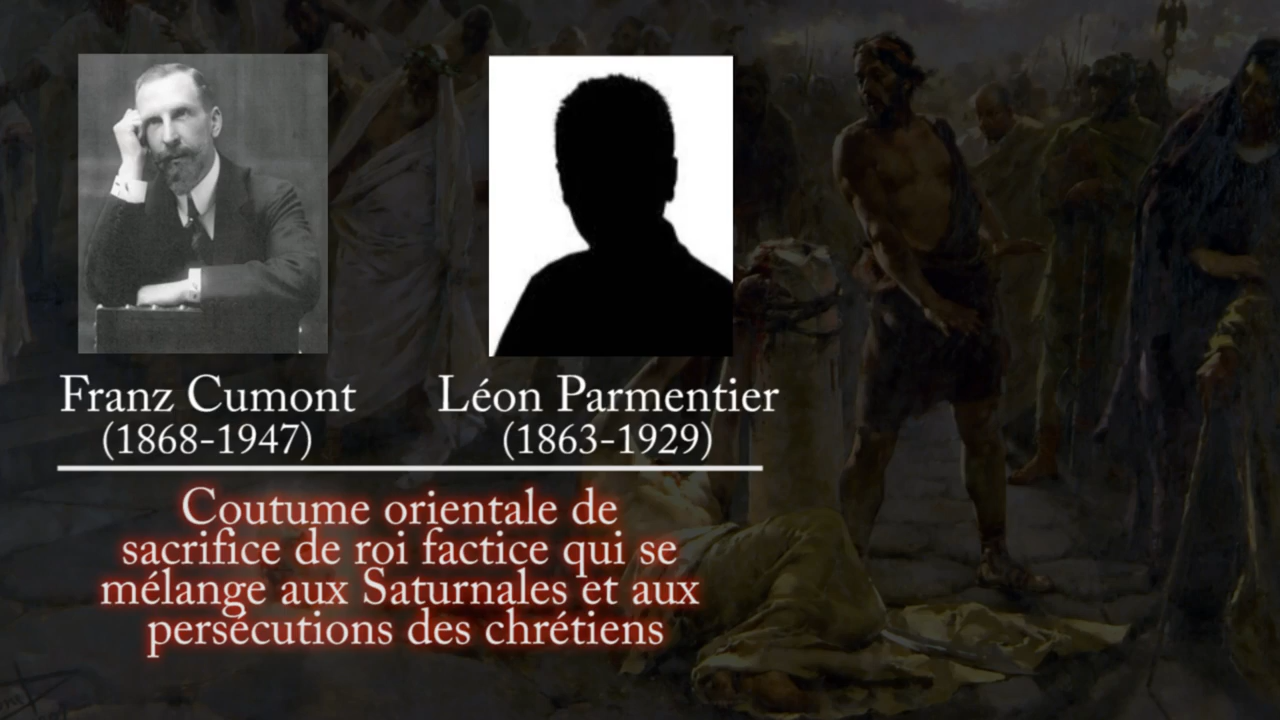 Franz Cumont
(1868-1947)
Léon Parmentier
(1863-1929)
Coutume orientale de
sacrifice de roi factice qui se
mélange aux Saturnales et aux
persécutions des chrétiens